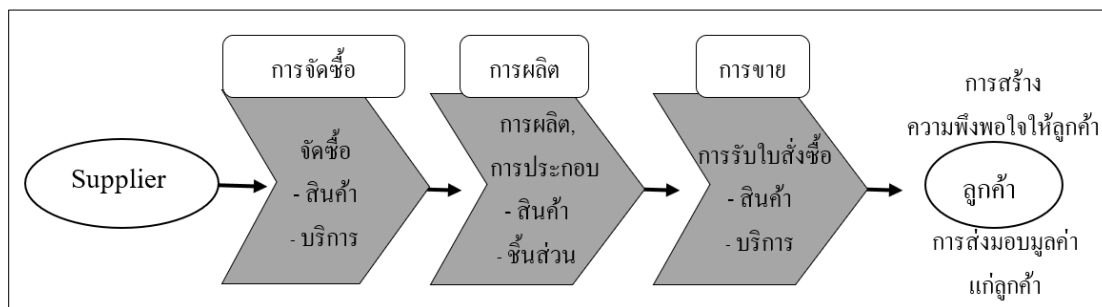 Supplier
การจัดซื้อ
จัดซื้อ
- สินค้า
- บริการ
การผลิต
การผลิต,
การประกอบ
- สินค้า
- ชิ้นส่วน
การขาย
การรับใบสั่งซื้อ
- สินค้า
- บริการ
การสร้าง
ความพึงพอใจให้ลูกค้า
ลูกค้า
การส่งมอบมูลค่า
แก่ลูกค้า